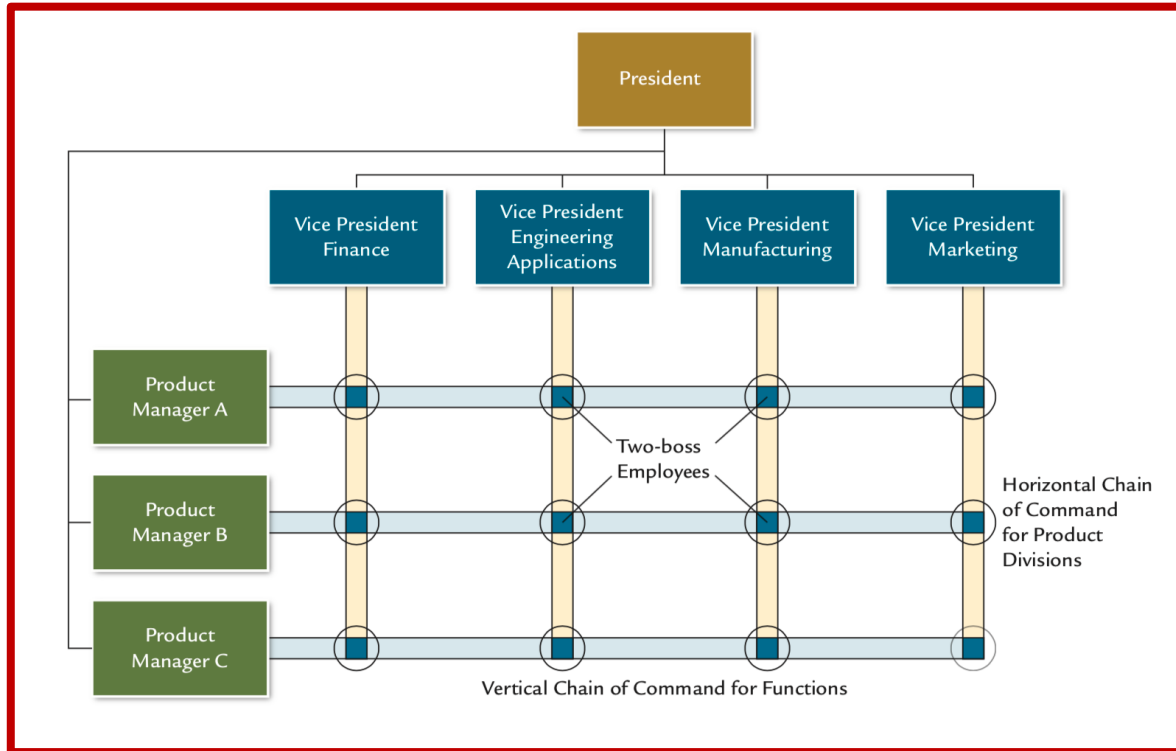 President
Vice President
Finance
Vice President
Engineering
Applications
Vice President
Manufacturing
Vice President
Marketing
Product
Manager A
Two-boss
Employees
Product
Manager B
Horizontal Chain
of Command
for Product
Divisions
Product
Manager C
Vertical Chain of Command for Functions